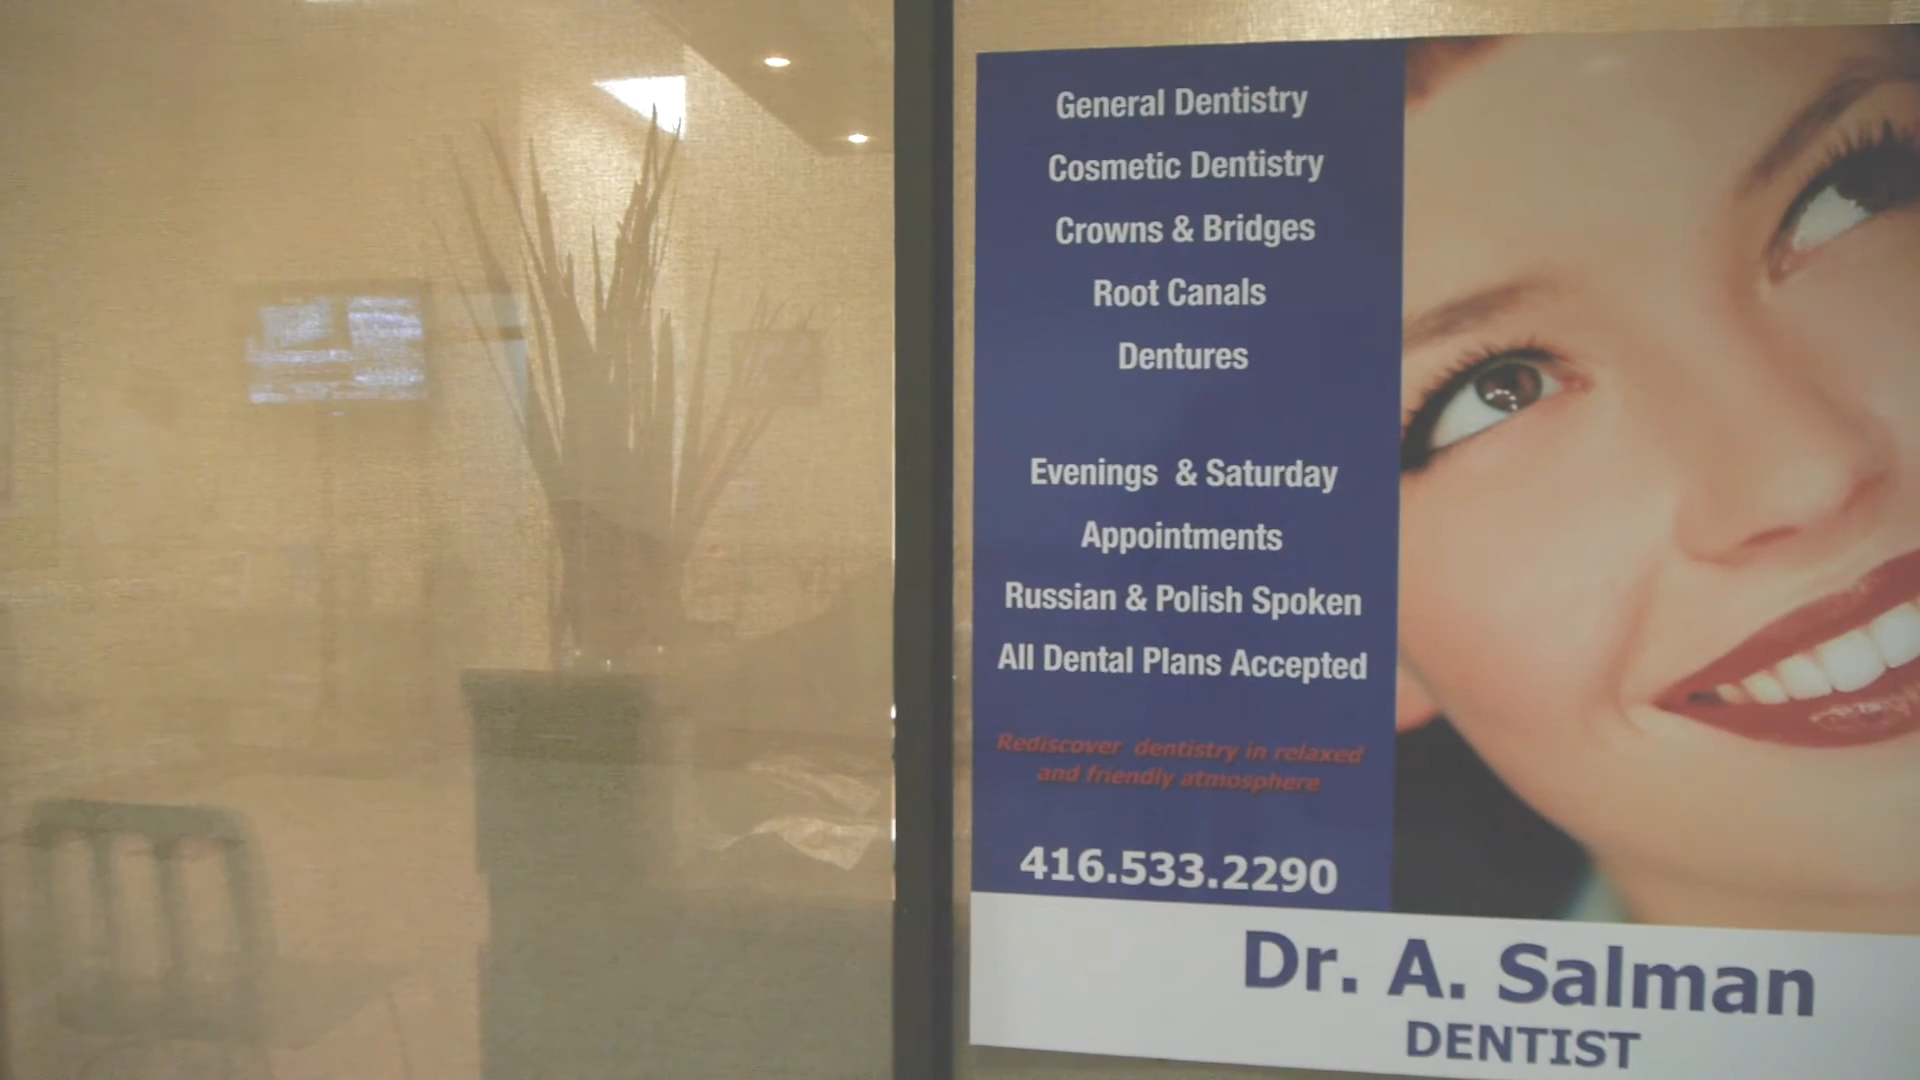 General Dentistry
Cosmetic Dentistry
Crowns & Bridges
Root Canals
Dentures
Evenings & Saturday
Appointments
Russian & Polish Spoken
All Dental Plans Accepted
Rediscover dentistry in relaxed
and friendly atmosphere
416.533.2290
Dr. A. Salman
DENTIST